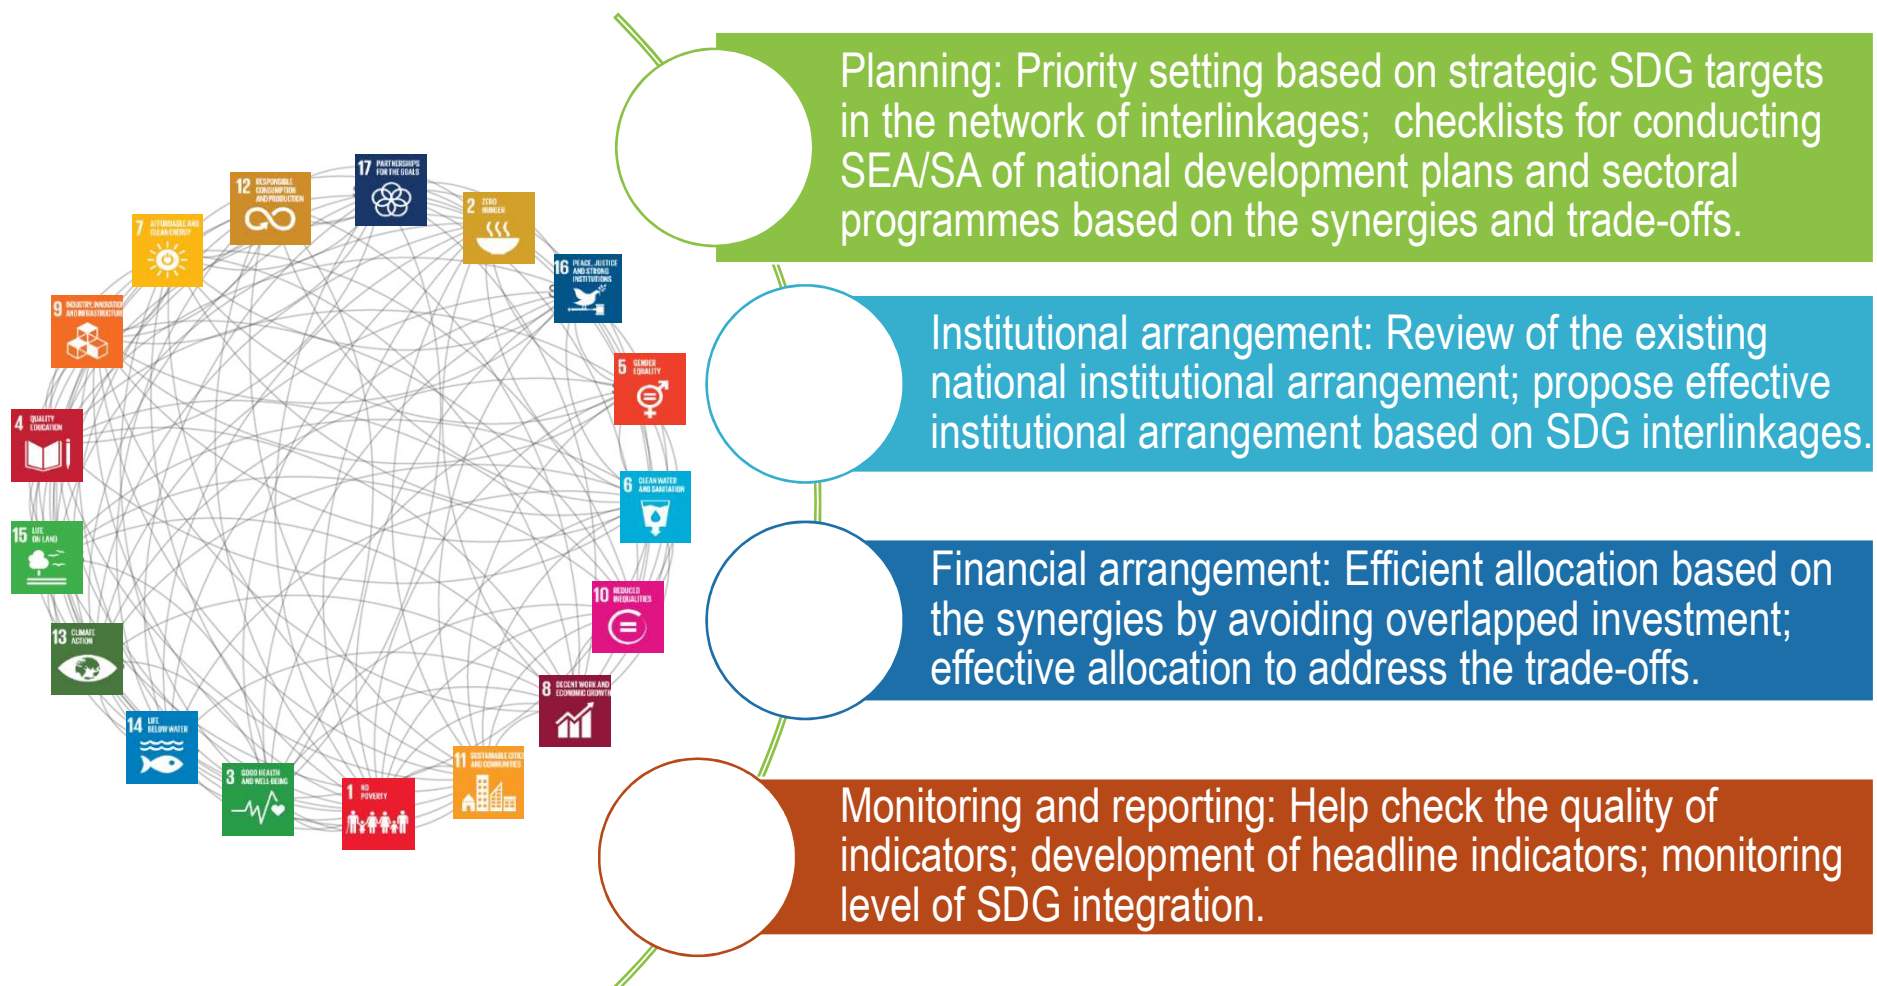 17 PARTNERSHIPS
FOR THE GOALS
12 RESPONSIBLE
CONSUMPTION
AND PRODUCTION
2 ZERO
HUNGER
7 AFFORDABLE AND
CLEAN ENERGY
16 PEACE, JUSTICE
AND STRONG
INSTITUTIONS
9 INDUSTRY, INNOVATION
AND INFRASTRUCTURE
5 GENDER
EQUALITY
4 QUALITY
EDUCATION
6 CLEAN WATER
AND SANITATION
15 LIFE
ON LAND
10 REDUCED
INEQUALITIES
13 CLIMATE
ACTION
8 DECENT WORK AND
ECONOMIC GROWTH
14 LIFE
BELOW WATER
11 SUSTAINABLE CITIES
AND COMMUNITIES
3 GOOD HEALTH
AND WELL-BEING
1 NO
POVERTY
Planning: Priority setting based on strategic SDG targets
in the network of interlinkages; checklists for conducting
SEA/SA of national development plans and sectoral
programmes based on the synergies and trade-offs.
Institutional arrangement: Review of the existing
national institutional arrangement; propose effective
institutional arrangement based on SDG interlinkages.
Financial arrangement: Efficient allocation based on
the synergies by avoiding overlapped investment;
effective allocation to address the trade-offs.
Monitoring and reporting: Help check the quality of
indicators; development of headline indicators; monitoring
level of SDG integration.